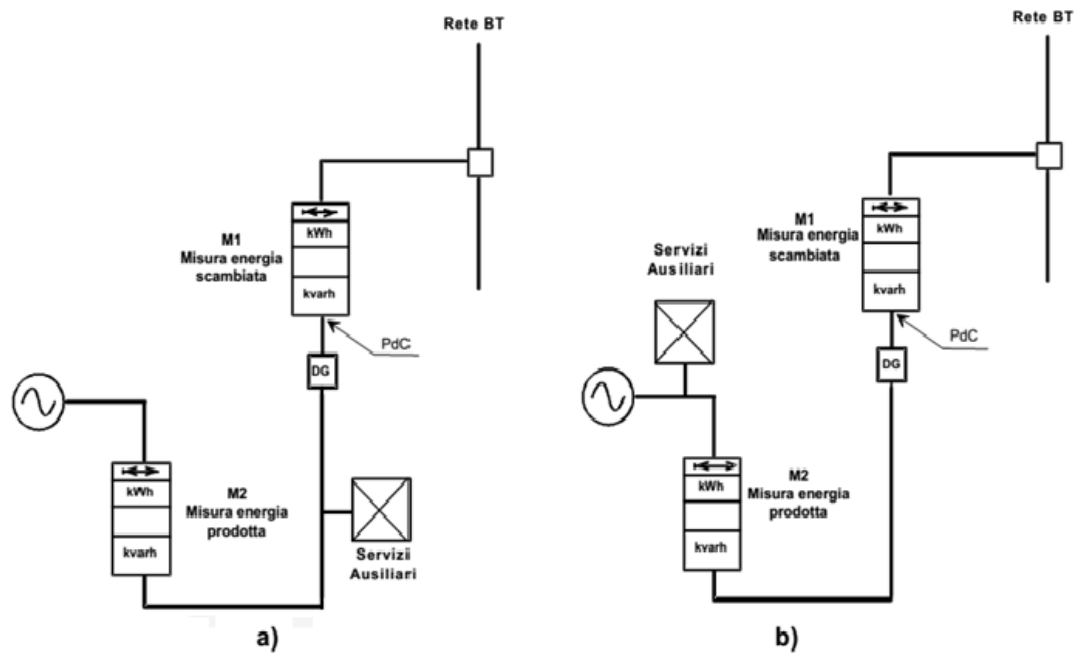 Rete BT
M1
Misura energia
scambiata
kWh
kvarh
PdC
DG
kWh
kvarh
M2
Misura energia
prodotta
Servizi
Ausiliari
a)
Rete BT
M1
Misura energia
scambiata
kWh
kvarh
Servizi
Ausiliari
PdC
DG
kWh
kvarh
M2
Misura energia
prodotta
b)